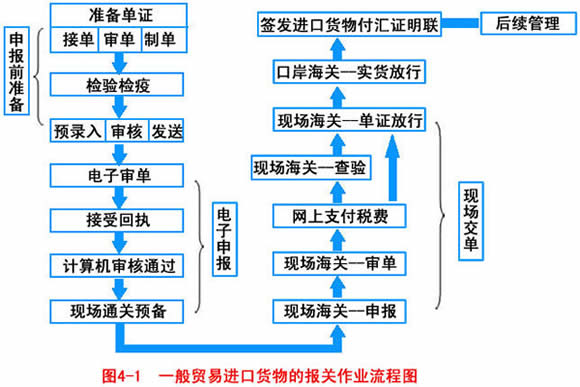 准备单证
接单 审单 制单
检验检疫
预录入 审核 发送
申报前准备
电子审单
接受回执
计算机审核通过
现场通关预备
电子申报
现场海关--申报
现场海关--审单
网上支付税费
现场海关--查验
现场海关--单证放行
现场交单
口岸海关--实货放行
签发进口货物付汇证明联
后续管理
图4-1 一般贸易进口货物的报关作业流程图